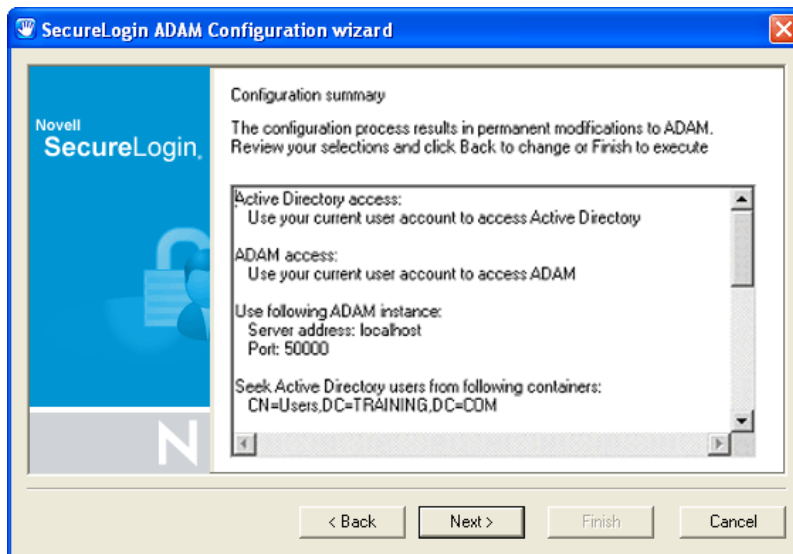 SecureLogin ADAM Configuration wizard
Novell
SecureLogin.
Configuration summary
The configuration process results in permanent modifications to ADAM.
Review your selections and click Back to change or Finish to execute
Active Directory access:
Use your current user account to access Active Directory
ADAM access:
Use your current user account to access ADAM
Use following ADAM instance:
Server address: localhost
Port: 50000
Seek Active Directory users from following containers:
CN=Users,DC=TRAINING,DC=COM
N
< Back
Next >
Finish
Cancel